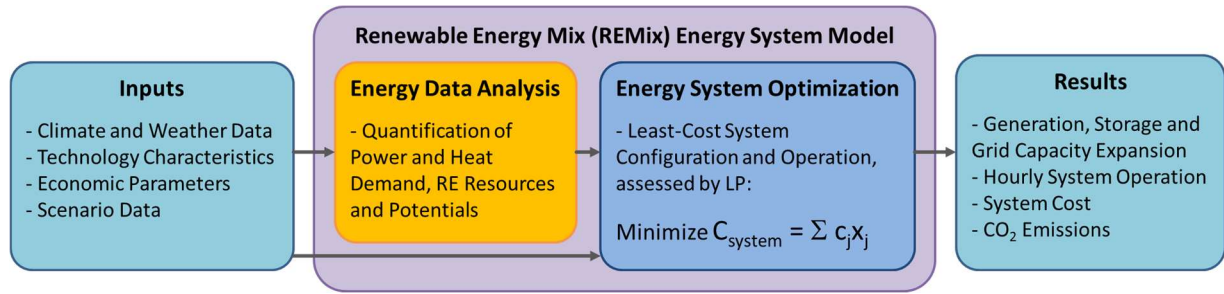 Renewable Energy Mix (REMix) Energy System Model
Inputs
- Climate and Weather Data
- Technology Characteristics
- Economic Parameters
- Scenario Data
Energy Data Analysis
- Quantification of
Power and Heat
Demand, RE Resources
and Potentials
Energy System Optimization
- Least-Cost System
Configuration and Operation,
assessed by LP:
Minimize C_system = Σ c_j x_j
Results
- Generation, Storage and
Grid Capacity Expansion
- Hourly System Operation
- System Cost
- CO₂ Emissions